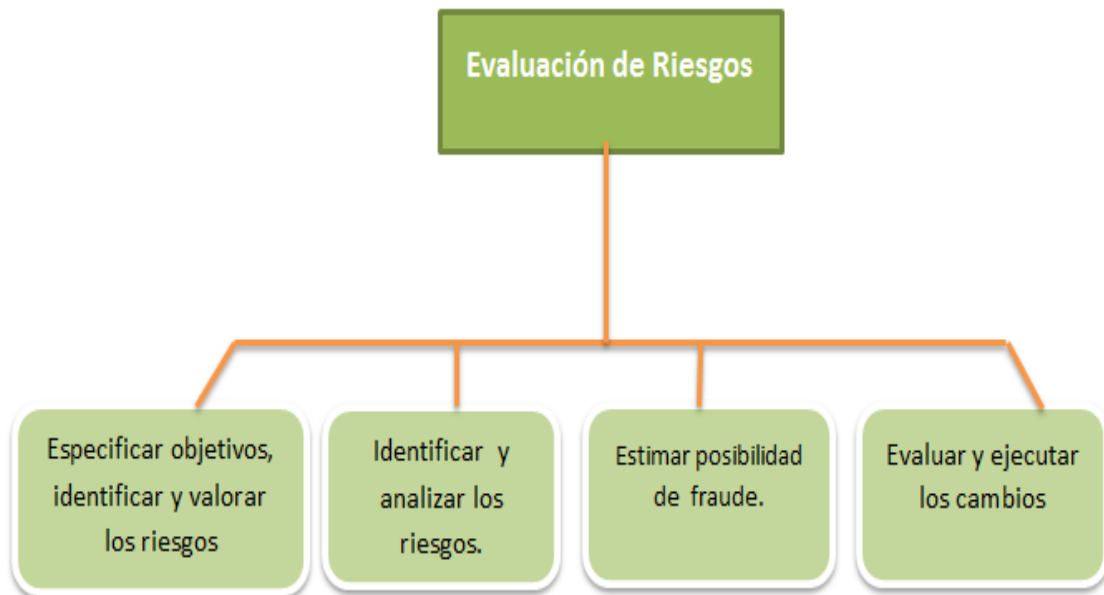 Evaluación de Riesgos
Especificar objetivos,
identificar y valorar
los riesgos
Identificar y
analizar los
riesgos.
Estimar posibilidad
de fraude.
Evaluar y ejecutar
los cambios